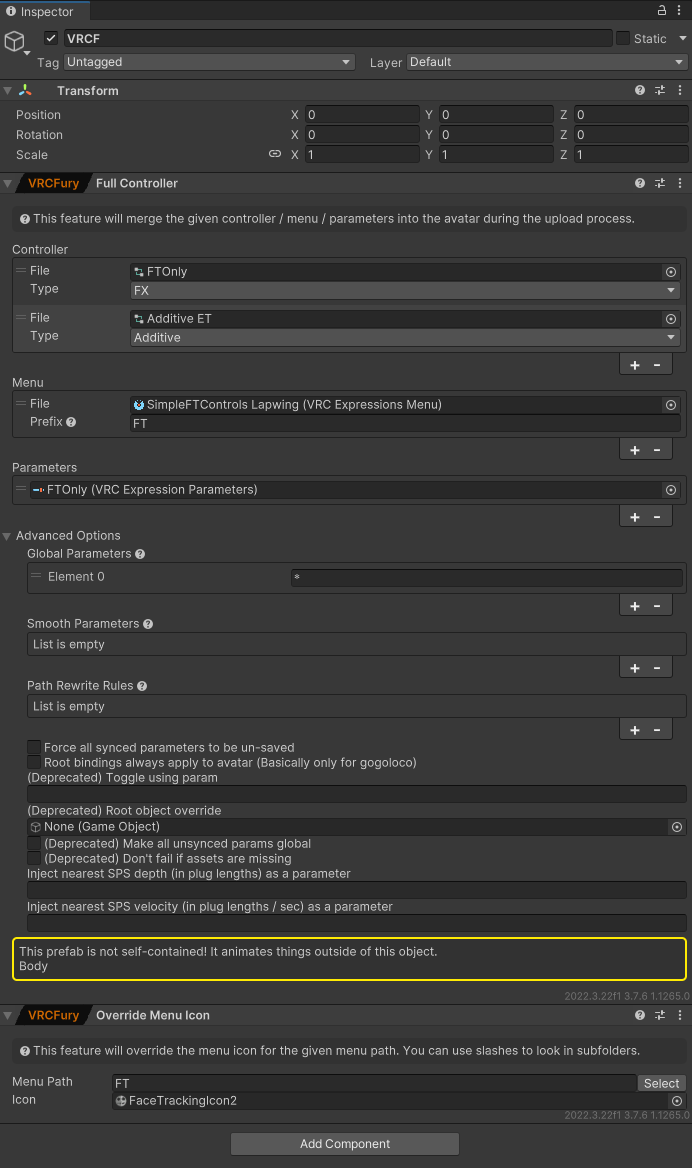 Inspector
VRCF
Static
Tag Untagged Layer Default
Transform
Position X 0 Y 0 Z 0
Rotation X 0 Y 0 Z 0
Scale X 1 Y 1 Z 1
VRCFury Full Controller
This feature will merge the given controller / menu / parameters into the avatar during the upload process.
Controller
File FTOnly
Type FX
File Additive ET
Type Additive
+ -
Menu
File SimpleFTControls Lapwing (VRC Expressions Menu)
Prefix FT
+ -
Parameters
FTOnly (VRC Expression Parameters)
+ -
Advanced Options
Global Parameters
Element 0 *
+ -
Smooth Parameters
List is empty
+ -
Path Rewrite Rules
List is empty
+ -
Force all synced parameters to be un-saved
Root bindings always apply to avatar (Basically only for gogoloco)
(Deprecated) Toggle using param
(Deprecated) Root object override
None (Game Object)
(Deprecated) Make all unsynced params global
(Deprecated) Don't fail if assets are missing
Inject nearest SPS depth (in plug lengths) as a parameter
Inject nearest SPS velocity (in plug lengths / sec) as a parameter
This prefab is not self-contained! It animates things outside of this object.
Body
2022.3.22f1 3.7.6 1.1265.0
VRCFury Override Menu Icon
This feature will override the menu icon for the given menu path. You can use slashes to look in subfolders.
Menu Path FT Select
Icon FaceTrackingIcon2
2022.3.22f1 3.7.6 1.1265.0
Add Component